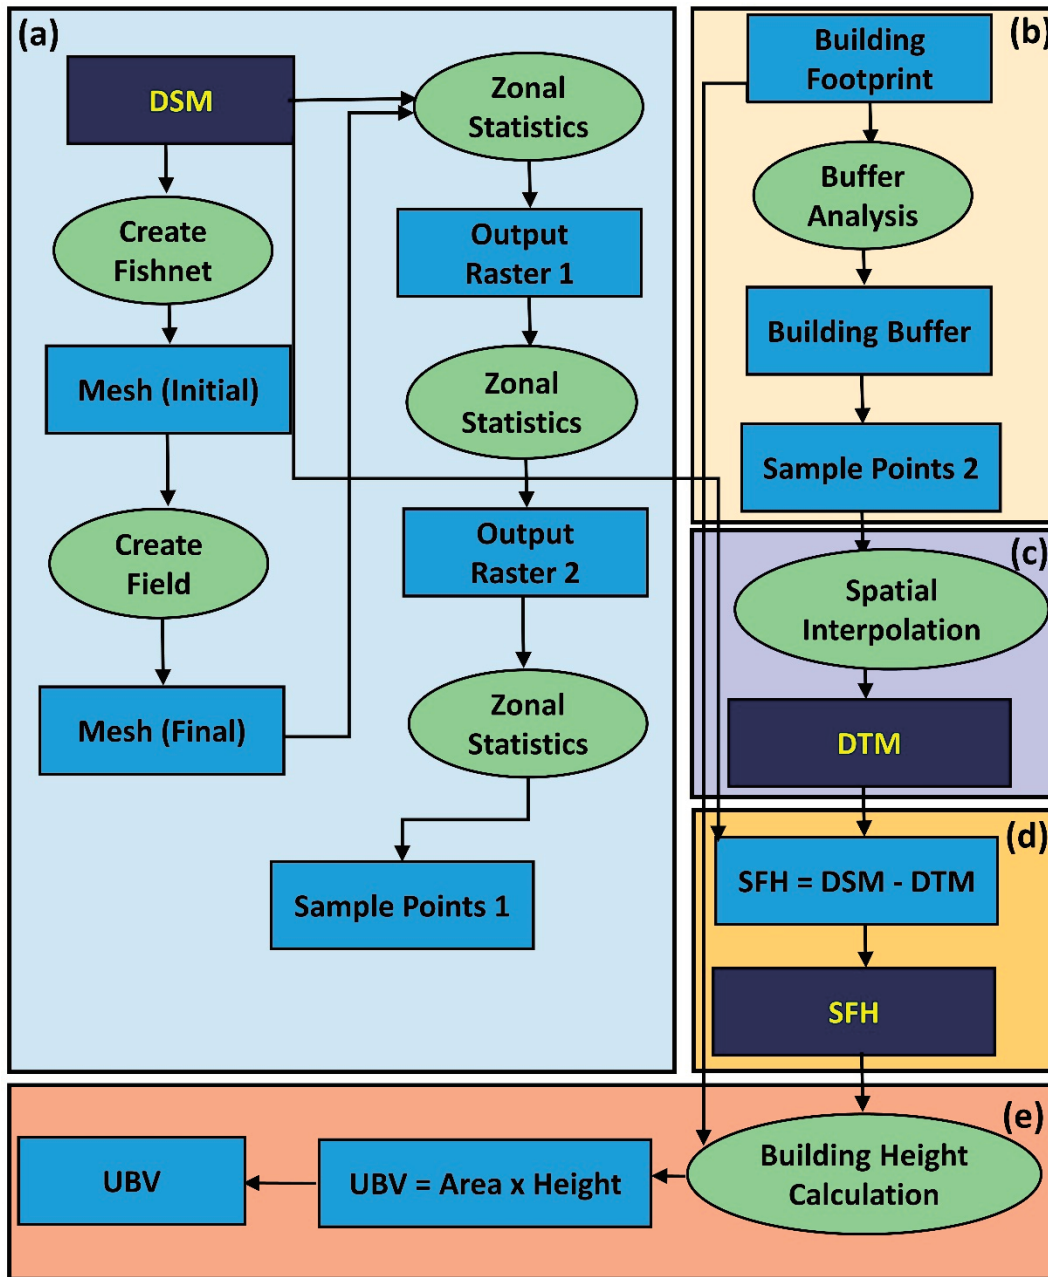 (a)
DSM
Create
Fishnet
Mesh (Initial)
Create
Field
Mesh (Final)
Zonal
Statistics
Output
Raster 1
Zonal
Statistics
Output
Raster 2
Zonal
Statistics
Sample Points 1
(b)
Building
Footprint
Buffer
Analysis
Building Buffer
Sample Points 2
(c)
Spatial
Interpolation
DTM
(d)
SFH = DSM - DTM
SFH
(e)
Building Height
Calculation
UBV = Area x Height
UBV